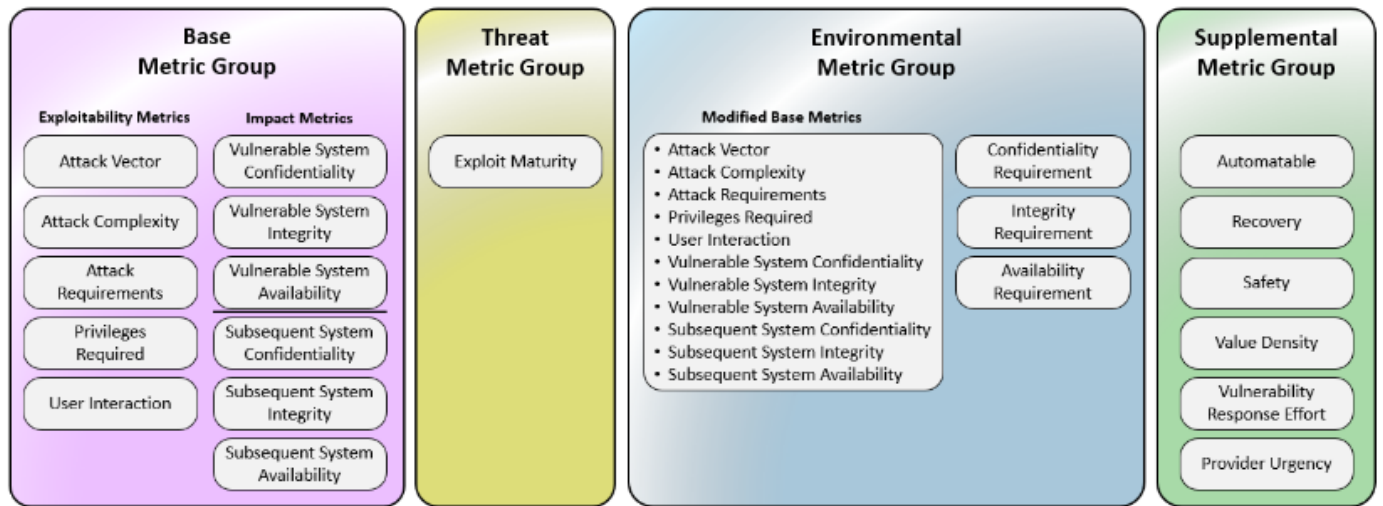 Base
Metric Group
Exploitability Metrics
Attack Vector
Attack Complexity
Attack
Requirements
Privileges
Required
User Interaction
Impact Metrics
Vulnerable System
Confidentiality
Vulnerable System
Integrity
Vulnerable System
Availability
Subsequent System
Confidentiality
Subsequent System
Integrity
Subsequent System
Availability
Threat
Metric Group
Exploit Maturity
Environmental
Metric Group
Modified Base Metrics
• Attack Vector
• Attack Complexity
• Attack Requirements
• Privileges Required
• User Interaction
• Vulnerable System Confidentiality
• Vulnerable System Integrity
• Vulnerable System Availability
• Subsequent System Confidentiality
• Subsequent System Integrity
• Subsequent System Availability
Confidentiality
Requirement
Integrity
Requirement
Availability
Requirement
Supplemental
Metric Group
Automatable
Recovery
Safety
Value Density
Vulnerability
Response Effort
Provider Urgency